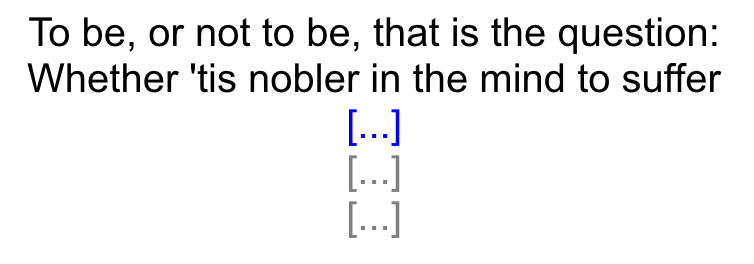 To be, or not to be, that is the question:
Whether 'tis nobler in the mind to suffer
[...]
[...]
[...]